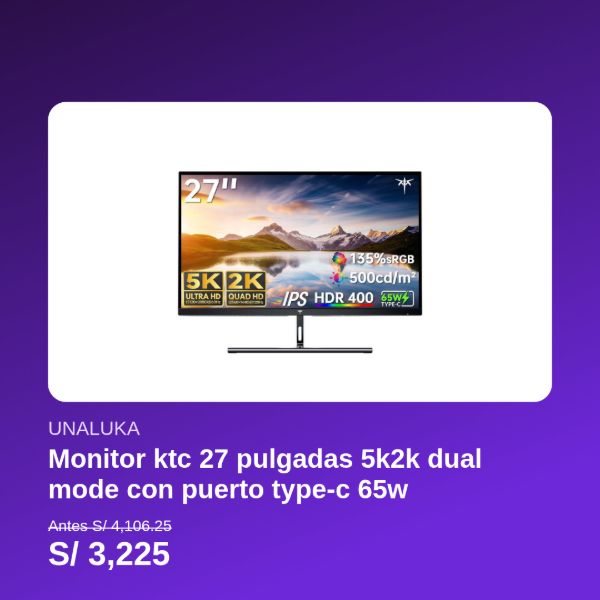 27"
135%sRGB
500cd/m²
5K 2K
ULTRA HD QUAD HD
IPS HDR 400 65W
TYPE-C
UNALUKA
Monitor ktc 27 pulgadas 5k2k dual
mode con puerto type-c 65w
Antes S/ 4,106.25
S/ 3,225